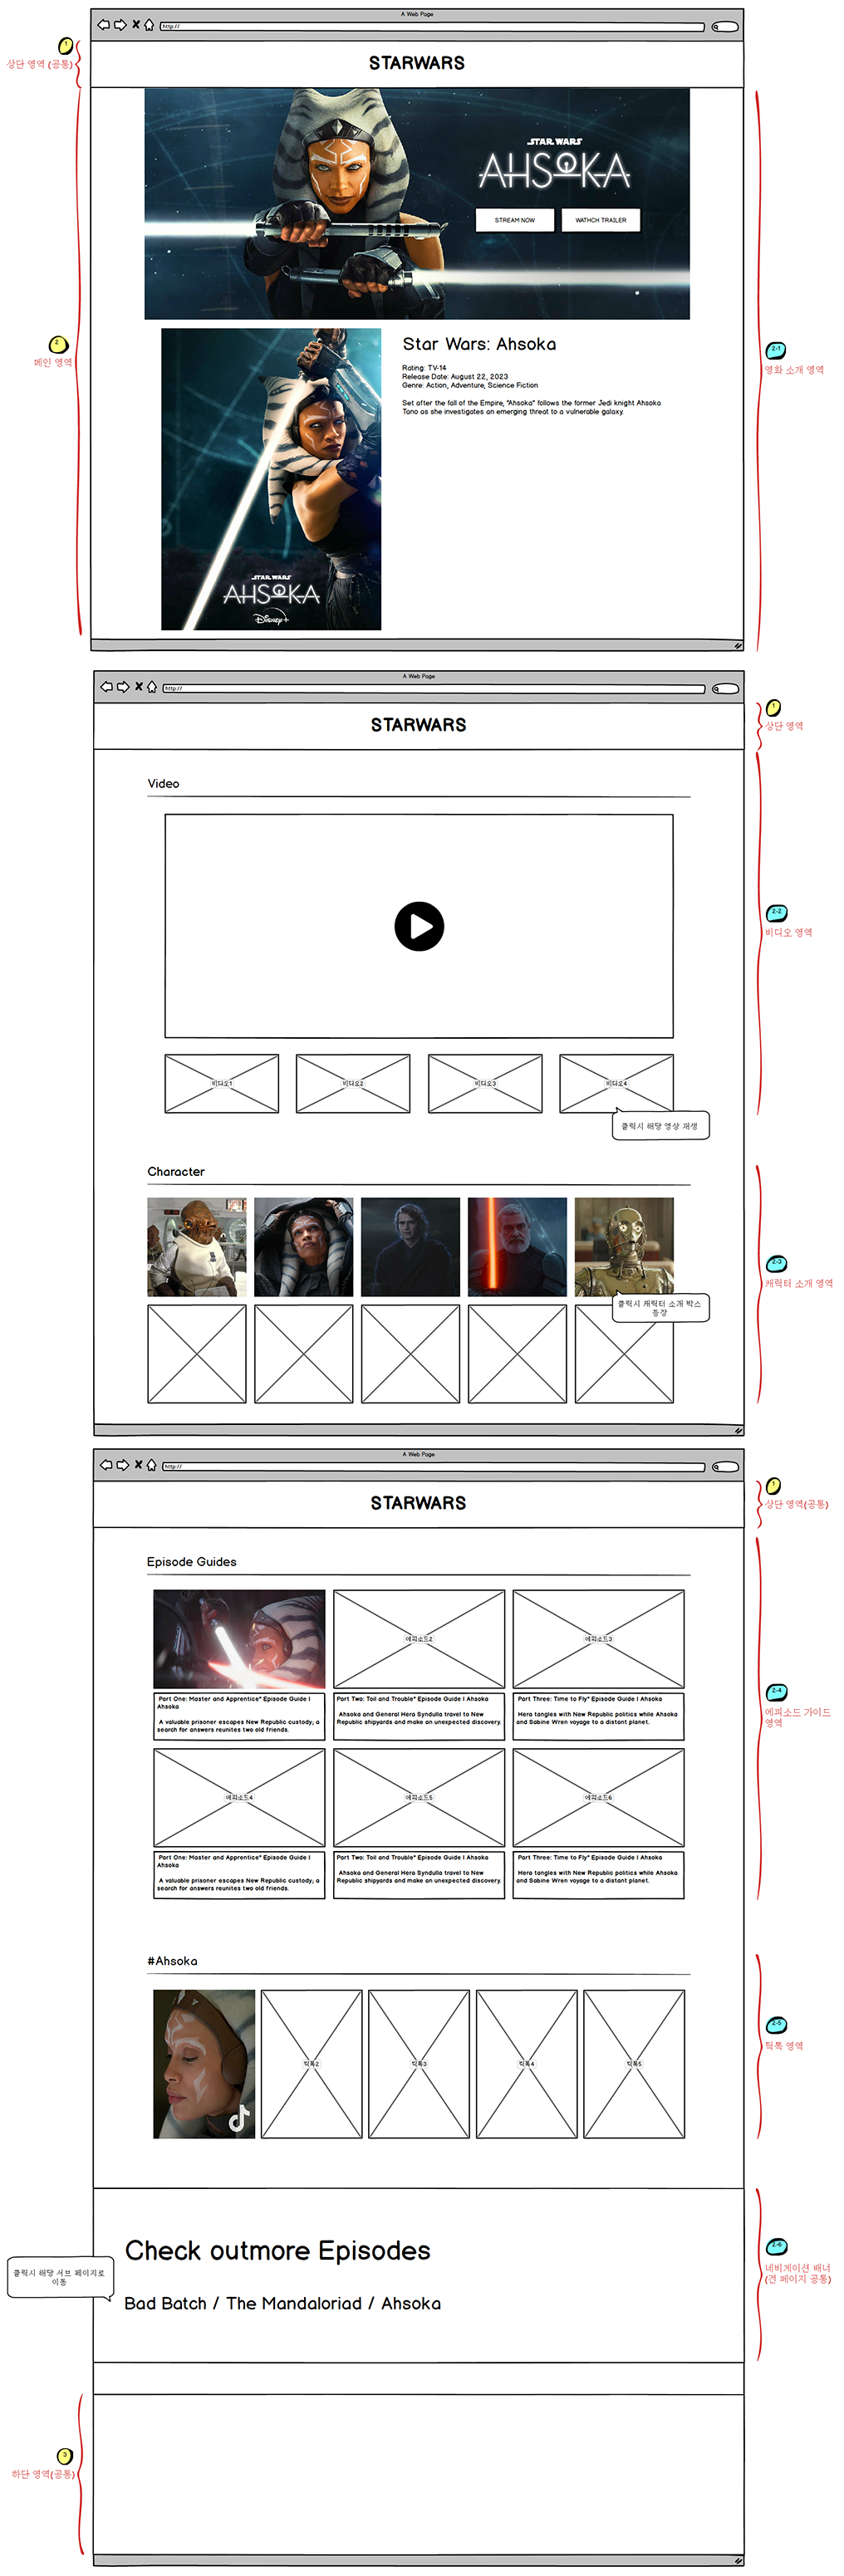 A Web Page
http://
1
상단 영역 (공통)
STARWARS
STAR WARS
AHSOKA
STREAM NOW
WATHCH TRAILER
2
메인 영역
2-1
영화 소개 영역
STAR WARS
AHSOKA
Disney+
Star Wars: Ahsoka
Rating: TV-14
Release Date: August 22, 2023
Genre: Action, Adventure, Science Fiction
Set after the fall of the Empire, "Ahsoka" follows the former Jedi knight Ahsoka
Tano as she investigates an emerging threat to a vulnerable galaxy.
A Web Page
http://
STARWARS
1
상단 영역
Video
2-2
비디오 영역
비디오1
비디오2
비디오3
비디오4
클릭시 해당 영상 재생
Character
2-3
캐릭터 소개 영역
클릭시 캐릭터 소개 박스
등장
A Web Page
http://
STARWARS
1
상단 영역(공통)
Episode Guides
에피소드2
에피소드3
2-4
에피소드 가이드
영역
Part One: Master and Apprentice" Episode Guide |
Ahsoka
A valuable prisoner escapes New Republic custody; a
search for answers reunites two old friends.
Part Two: Toil and Trouble" Episode Guide | Ahsoka
Ahsoka and General Hera Syndulla travel to New
Republic shipyards and make an unexpected discovery.
Part Three: Time to Fly" Episode Guide | Ahsoka
Hera tangles with New Republic politics while Ahsoka
and Sabine Wren voyage to a distant planet.
에피소드4
에피소드5
에피소드6
Part One: Master and Apprentice" Episode Guide |
Ahsoka
A valuable prisoner escapes New Republic custody; a
search for answers reunites two old friends.
Part Two: Toil and Trouble" Episode Guide | Ahsoka
Ahsoka and General Hera Syndulla travel to New
Republic shipyards and make an unexpected discovery.
Part Three: Time to Fly" Episode Guide | Ahsoka
Hera tangles with New Republic politics while Ahsoka
and Sabine Wren voyage to a distant planet.
#Ahsoka
틱톡2
틱톡3
틱톡4
틱톡5
2-5
틱톡 영역
Check outmore Episodes
2-6
네비게이션 배너
(전 페이지 공통)
클릭시 해당 서브 페이지로
이동
Bad Batch / The Mandaloriad / Ahsoka
3
하단 영역(공통)